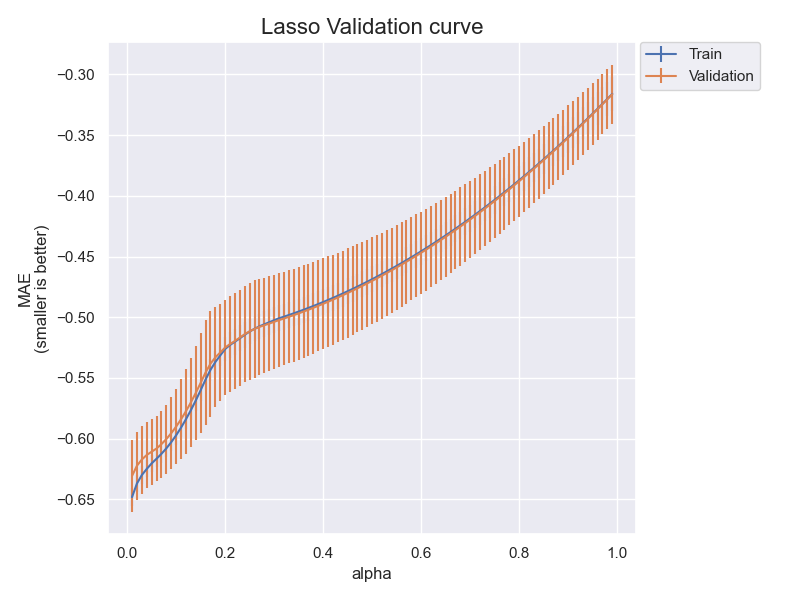 Lasso Validation curve
Train
Validation
MAE
(smaller is better)
−0.30
−0.35
−0.40
−0.45
−0.50
−0.55
−0.60
−0.65
0.0 0.2 0.4 0.6 0.8 1.0
alpha